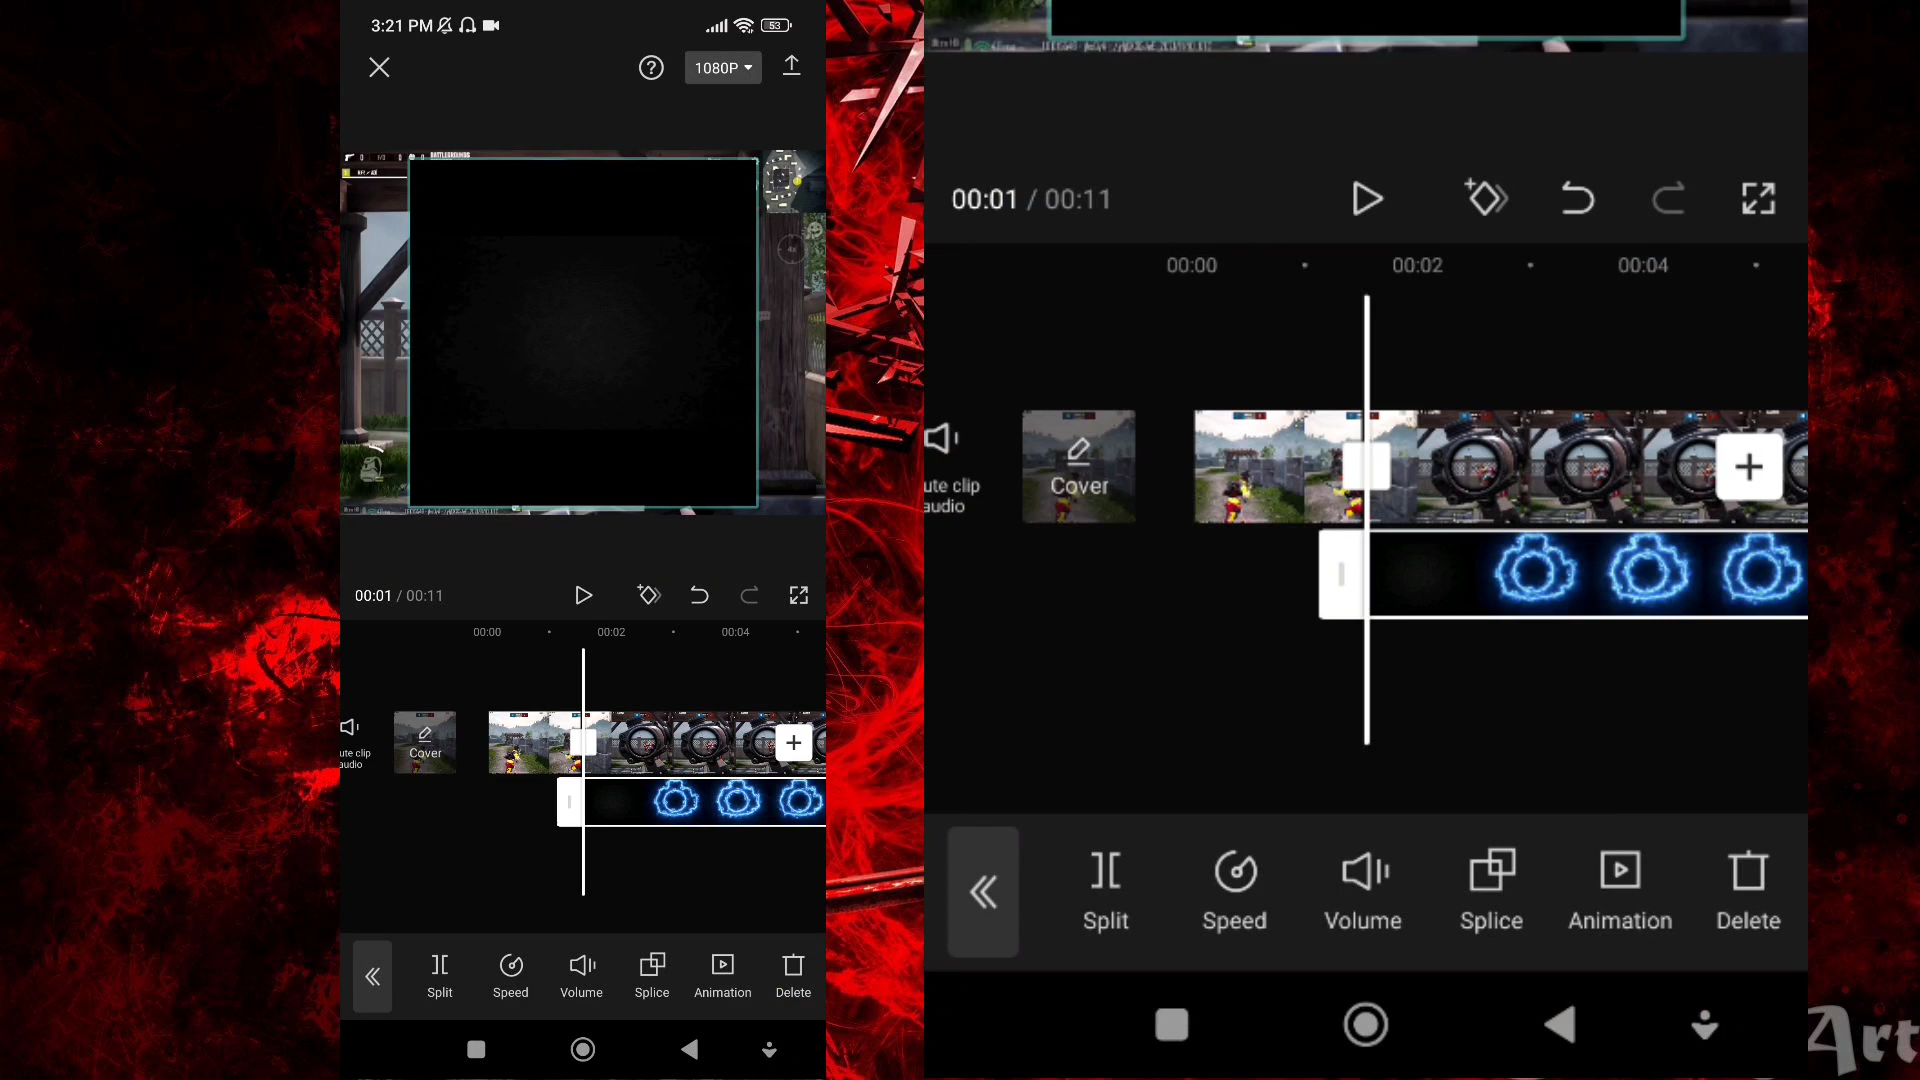 3:21 PM
53
1080P
BATTLEGROUNDS
00:01 / 00:11
00:00
00:02
00:04
ute clip
audio
Cover
Split
Speed
Volume
Splice
Animation
Delete
00:01 / 00:11
00:00
00:02
00:04
ute clip
audio
Cover
Split
Speed
Volume
Splice
Animation
Delete
Art